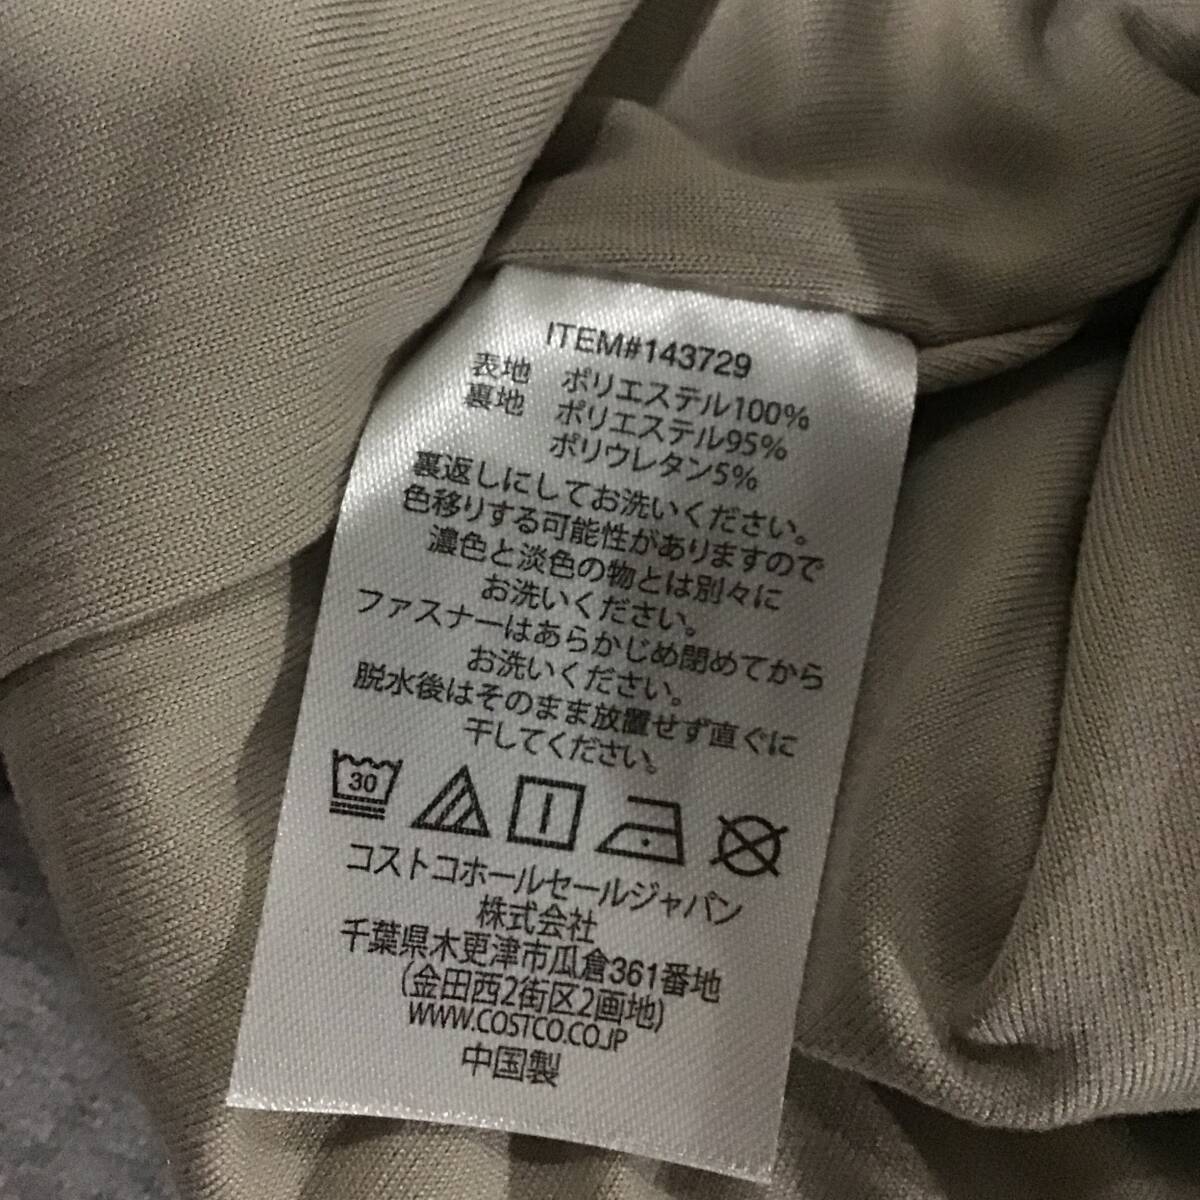 ITEM#143729
表地 ポリエステル100%
裏地 ポリエステル95%
ポリウレタン5%
裏返しにしてお洗いください。
色移りする可能性がありますので
濃色と淡色の物とは別々に
お洗いください。
ファスナーはあらかじめ閉めてから
お洗いください。
脱水後はそのまま放置せず直ぐに
干してください。
30
コストコホールセールジャパン
株式会社
千葉県木更津市瓜倉361番地
(金田西2街区2画地)
WWW.COSTCO.CO.JP
中国製